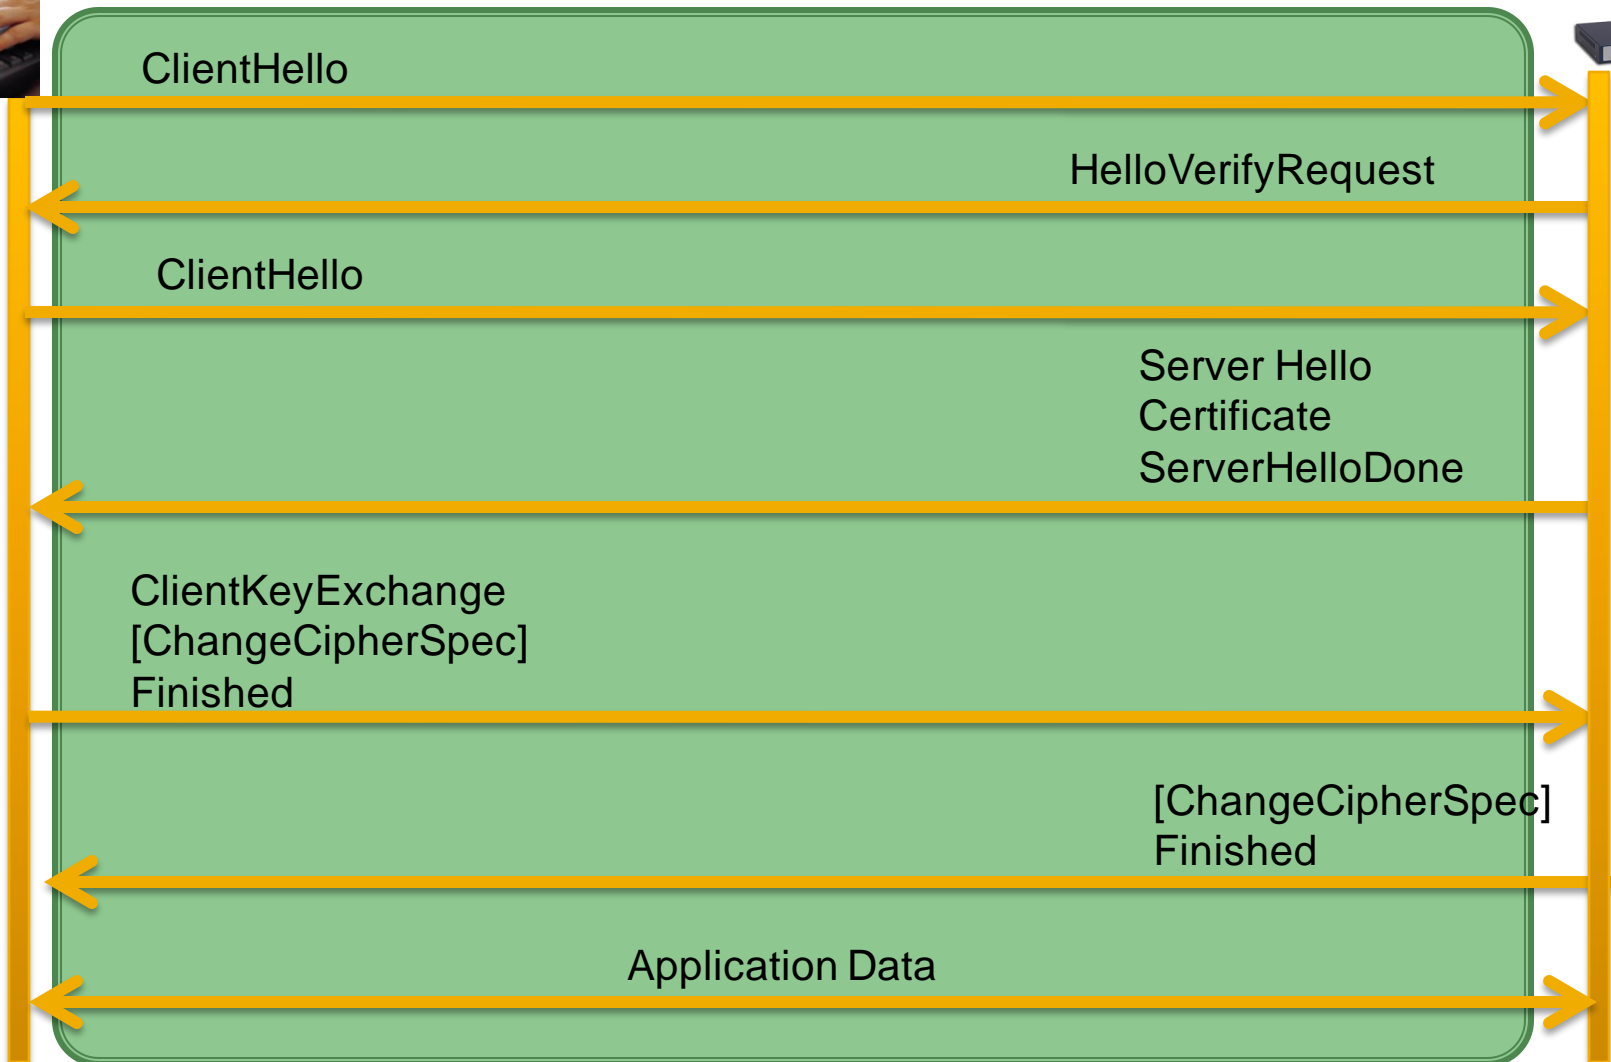 ClientHello
HelloVerifyRequest
ClientHello
Server Hello
Certificate
ServerHelloDone
ClientKeyExchange
[ChangeCipherSpec]
Finished
[ChangeCipherSpec]
Finished
Application Data